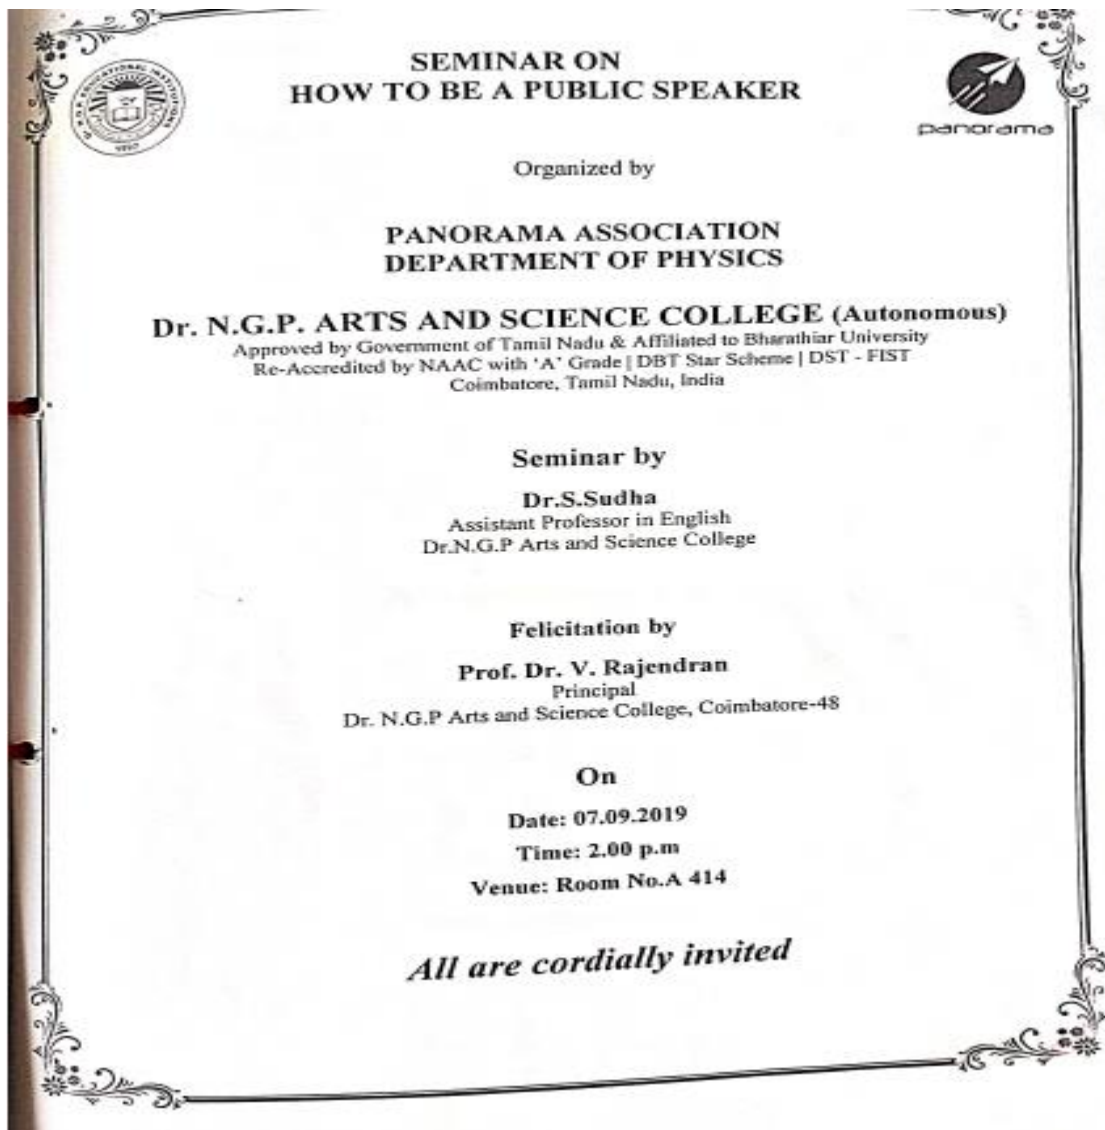 SEMINAR ON
HOW TO BE A PUBLIC SPEAKER
panorama
Organized by
PANORAMA ASSOCIATION
DEPARTMENT OF PHYSICS
Dr. N.G.P. ARTS AND SCIENCE COLLEGE (Autonomous)
Approved by Government of Tamil Nadu & Affiliated to Bharathiar University
Re-Accredited by NAAC with ‘A’ Grade | DBT Star Scheme | DST - FIST
Coimbatore, Tamil Nadu, India
Seminar by
Dr.S.Sudha
Assistant Professor in English
Dr.N.G.P Arts and Science College
Felicitation by
Prof. Dr. V. Rajendran
Principal
Dr. N.G.P Arts and Science College, Coimbatore-48
On
Date: 07.09.2019
Time: 2.00 p.m
Venue: Room No.A 414
All are cordially invited